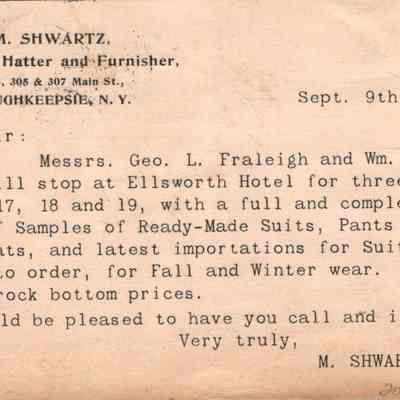 M. SHWARTZ,
Hatter and Furnisher,
305 & 307 Main St.,
UGHKEEPSIE, N. Y.
Sept. 9th
ir:
Messrs. Geo. L. Fraleigh and Wm.
ill stop at Ellsworth Hotel for three
17, 18 and 19, with a full and comple
f Samples of Ready-Made Suits, Pants
ats, and latest importations for Suit
to order, for Fall and Winter wear.
rock bottom prices.
ld be pleased to have you call and i
Very truly,
M. SHWAR